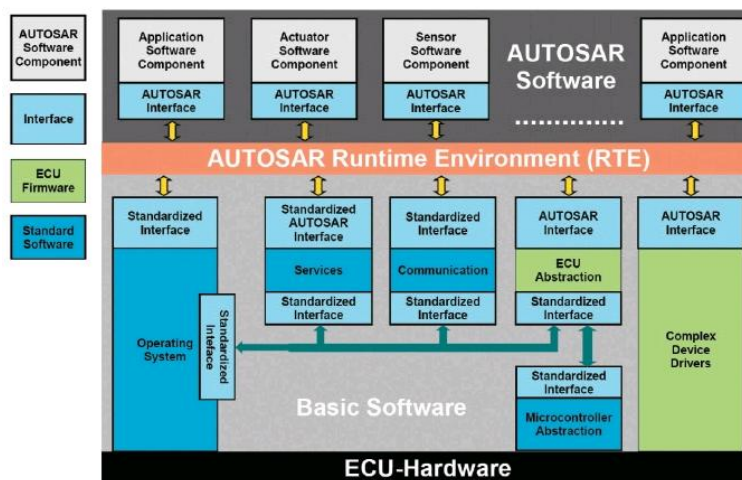 AUTOSAR
Software
Component
Interface
ECU
Firmware
Standard
Software
Application
Software
Component
AUTOSAR
Interface
Actuator
Software
Component
AUTOSAR
Interface
Sensor
Software
Component
AUTOSAR
Interface
AUTOSAR
Software
Application
Software
Component
AUTOSAR
Interface
AUTOSAR Runtime Environment (RTE)
Standardized
Interface
Operating
System
Standardized
Inteface
Standardized
AUTOSAR
Interface
Services
Standardized
Interface
Standardized
Interface
Communication
Standardized
Interface
AUTOSAR
Interface
ECU
Abstraction
Standardized
Interface
Standardized
Interface
Microcontroller
Abstraction
AUTOSAR
Interface
Complex
Device
Drivers
Basic Software
ECU-Hardware